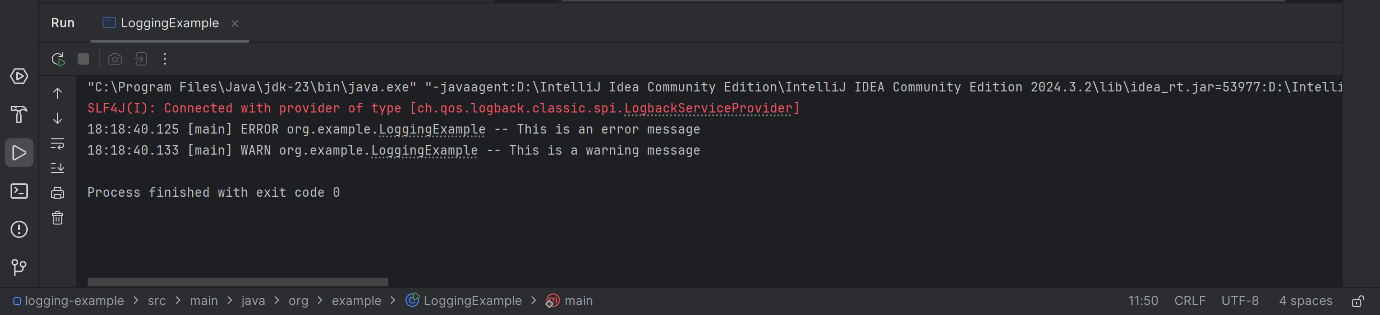 Run LoggingExample
"C:\Program Files\Java\jdk-23\bin\java.exe" "-javaagent:D:\IntelliJ Idea Community Edition\IntelliJ IDEA Community Edition 2024.3.2\lib\idea_rt.jar=53977:D:\Intelli
SLF4J(I): Connected with provider of type [ch.qos.logback.classic.spi.LogbackServiceProvider]
18:18:40.125 [main] ERROR org.example.LoggingExample -- This is an error message
18:18:40.133 [main] WARN org.example.LoggingExample -- This is a warning message
Process finished with exit code 0
logging-example > src > main > java > org > example > LoggingExample > main 11:50 CRLF UTF-8 4 spaces